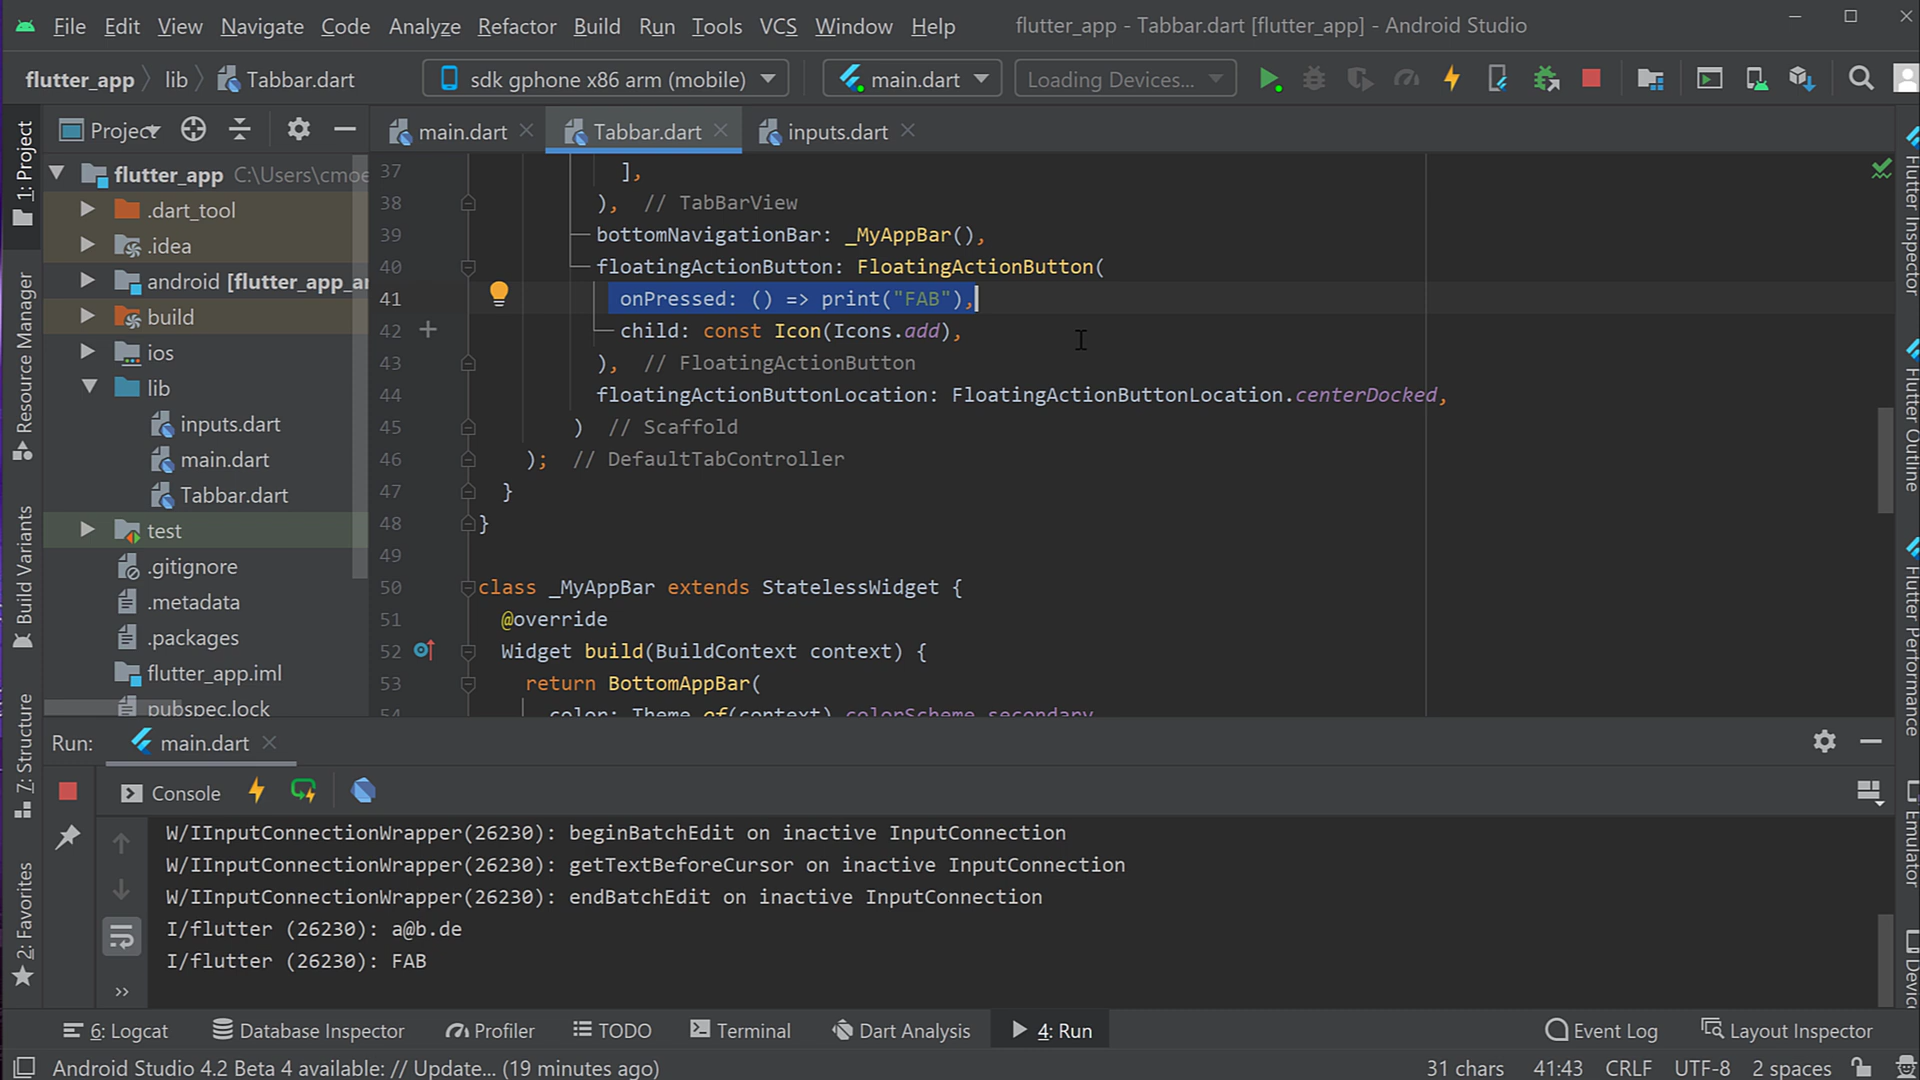 File Edit View Navigate Code Analyze Refactor Build Run Tools VCS Window Help flutter_app - Tabbar.dart [flutter_app] - Android Studio
flutter_app lib Tabbar.dart sdk gphone x86 arm (mobile) main.dart Loading Devices...
Project main.dart Tabbar.dart inputs.dart
flutter_app C:\Users\cmoe
.dart_tool
.idea
android [flutter_app_a
build
ios
lib
inputs.dart
main.dart
Tabbar.dart
test
.gitignore
.metadata
.packages
flutter_app.iml
pubspec.lock
1: Project
Resource Manager
Build Variants
7: Structure
2: Favorites
37 ],
38 ), // TabBarView
39 bottomNavigationBar: _MyAppBar(),
40 floatingActionButton: FloatingActionButton(
41 onPressed: () => print("FAB"),
42 child: const Icon(Icons.add),
43 ), // FloatingActionButton
44 floatingActionButtonLocation: FloatingActionButtonLocation.centerDocked,
45 ) // Scaffold
46 ); // DefaultTabController
47 }
48 }
49
50 class _MyAppBar extends StatelessWidget {
51 @override
52 Widget build(BuildContext context) {
53 return BottomAppBar(
54 color: Theme.of(context).colorScheme.secondary
Flutter Inspector
Flutter Outline
Flutter Performance
Emulator
Run: main.dart
Console
W/IInputConnectionWrapper(26230): beginBatchEdit on inactive InputConnection
W/IInputConnectionWrapper(26230): getTextBeforeCursor on inactive InputConnection
W/IInputConnectionWrapper(26230): endBatchEdit on inactive InputConnection
I/flutter (26230): a@b.de
I/flutter (26230): FAB
6: Logcat Database Inspector Profiler TODO Terminal Dart Analysis 4: Run Event Log Layout Inspector
Android Studio 4.2 Beta 4 available: // Update... (19 minutes ago) 31 chars 41:43 CRLF UTF-8 2 spaces